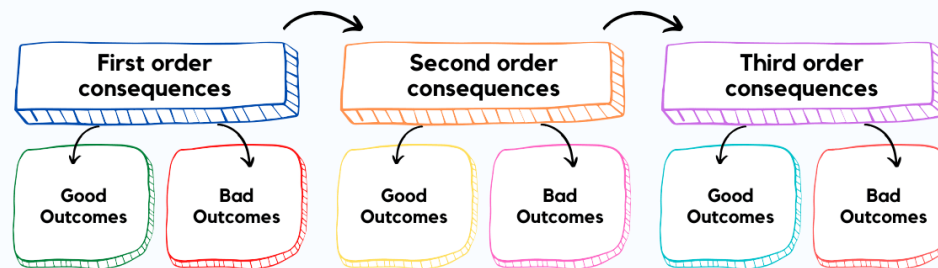 First order
consequences
Second order
consequences
Third order
consequences
Good
Outcomes
Bad
Outcomes
Good
Outcomes
Bad
Outcomes
Good
Outcomes
Bad
Outcomes